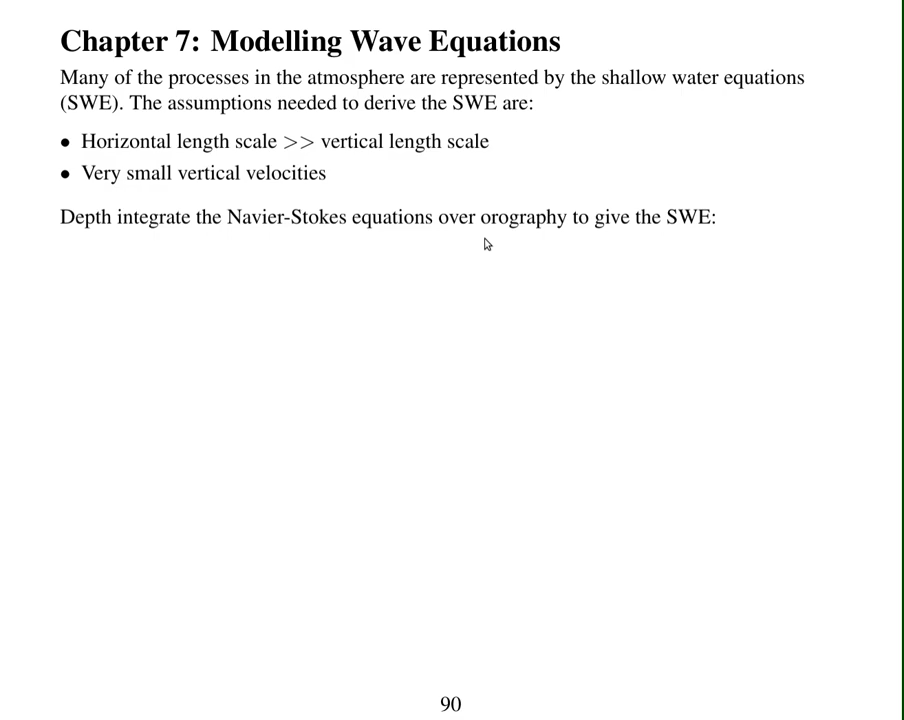 Chapter 7: Modelling Wave Equations
Many of the processes in the atmosphere are represented by the shallow water equations
(SWE). The assumptions needed to derive the SWE are:
• Horizontal length scale >> vertical length scale
• Very small vertical velocities
Depth integrate the Navier-Stokes equations over orography to give the SWE:
90